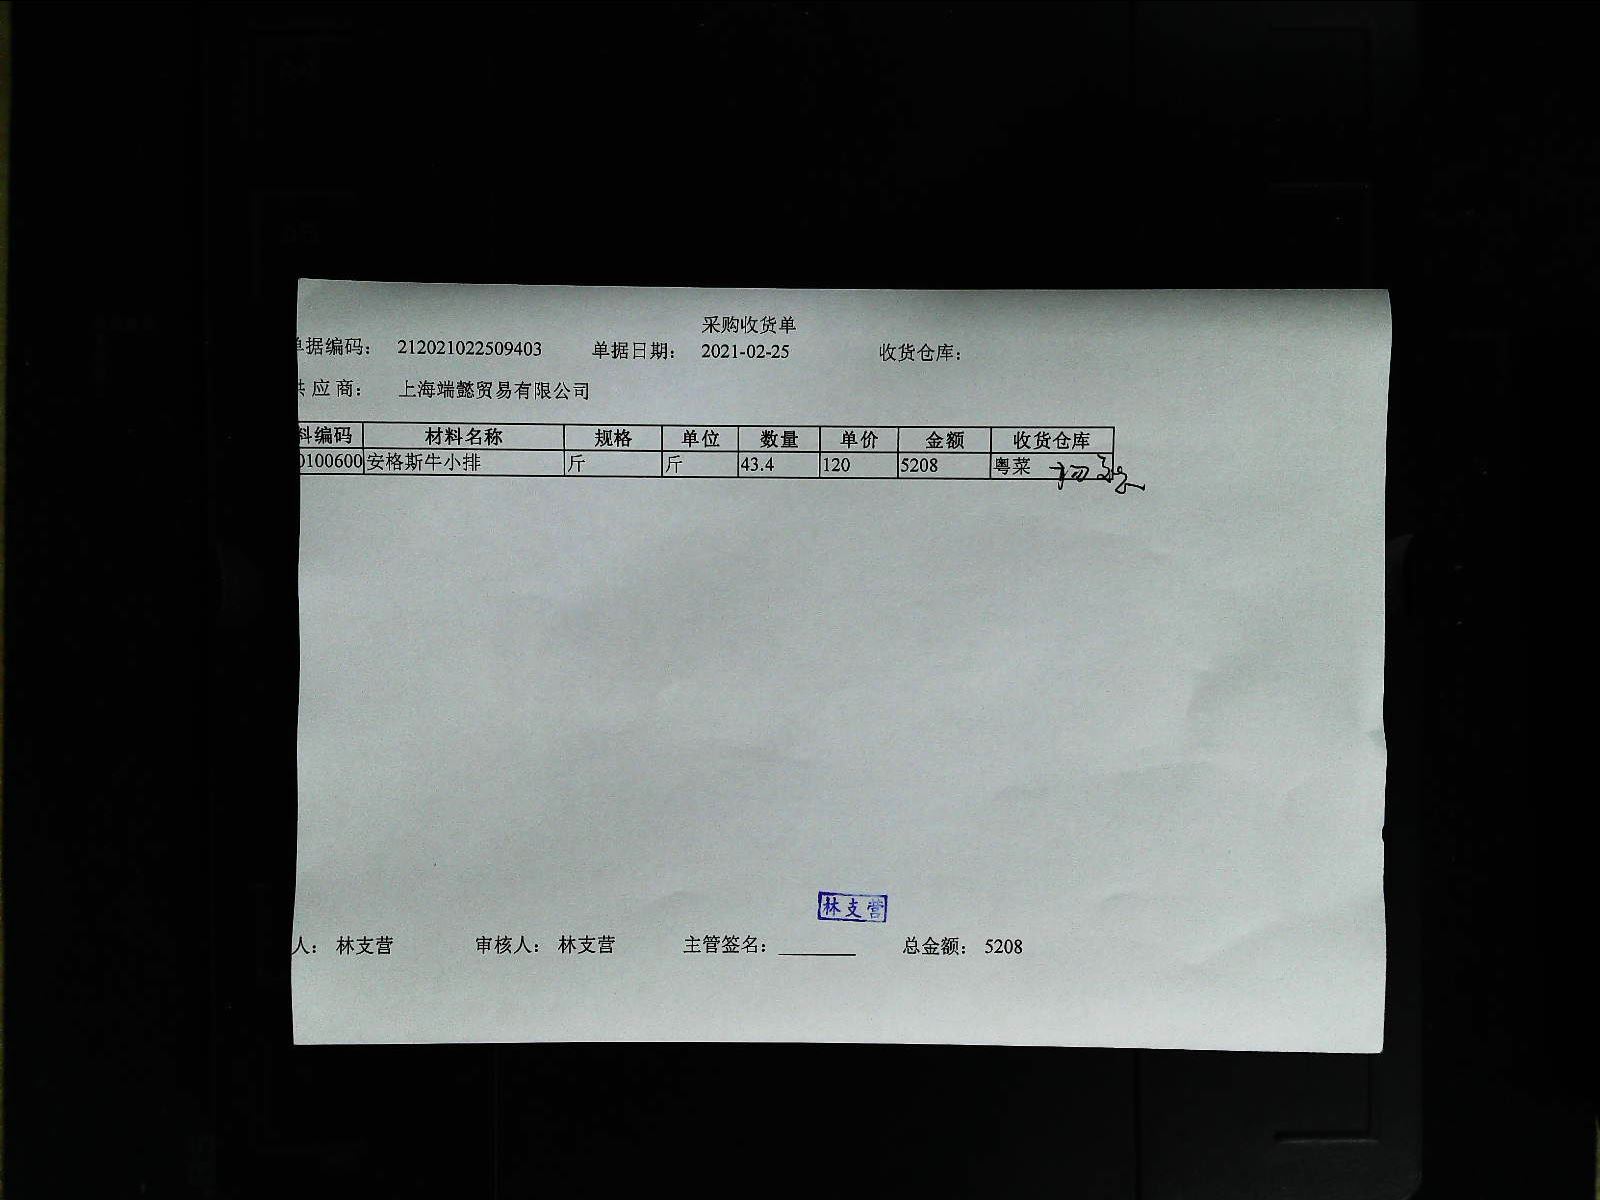 采购收货单
单据编码： 212021022509403 单据日期： 2021-02-25 收货仓库：
供应商： 上海端懿贸易有限公司
料编码 材料名称 规格 单位 数量 单价 金额 收货仓库
0100600 安格斯牛小排 斤 斤 43.4 120 5208 粤菜
林支营
人： 林支营 审核人： 林支营 主管签名： 总金额： 5208